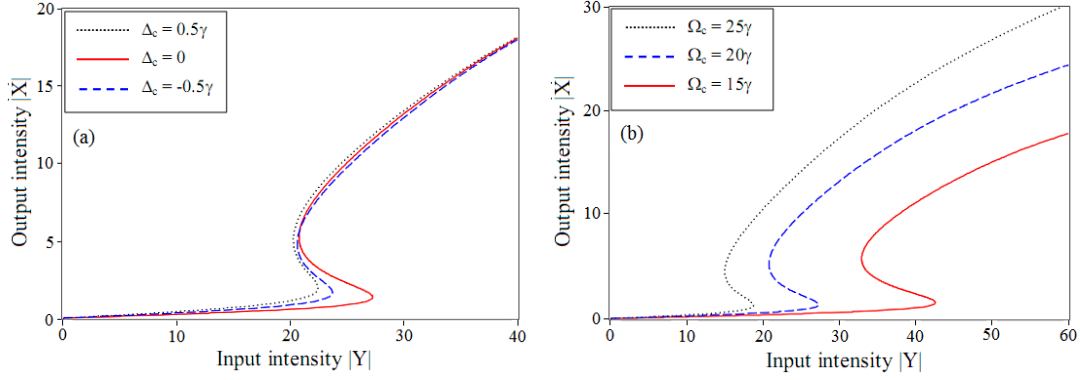 20
15
10
5
0
Output intensity |Ẋ|
Δc = 0.5γ
Δc = 0
Δc = -0.5γ
(a)
0
10
20
30
40
Input intensity |Y|
30
20
10
0
Output intensity |Ẋ|
Ωc = 25γ
Ωc = 20γ
Ωc = 15γ
(b)
0
10
20
30
40
50
60
Input intensity |Y|